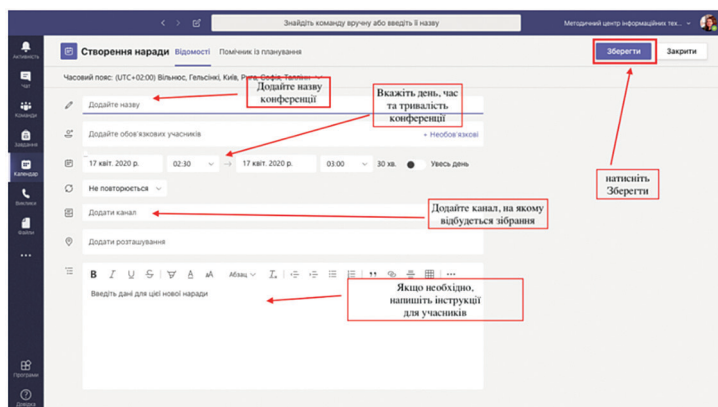 Знайдіть команду вручну або введіть її назву
Методичний центр інформаційних тех...
Активність
Чат
Команди
Завдання
Календар
Виклики
Файли
Програми
Довідка
Створення наради Відомості Помічник із планування
Зберегти Закрити
Часовий пояс: (UTC+02:00) Вільнюс, Гельсінкі, Київ, Рига, Софія, Таллінн
Додайте назву
конференції
Вкажіть день, час
та тривалість
конференції
Додайте назву
Додайте обов'язкових учасників + Необов'язкові
17 квіт. 2020 р. 02:30 → 17 квіт. 2020 р. 03:00 30 хв. Увесь день
натисніть
Зберегти
Не повторюється
Додати канал
Додайте канал, на якому
відбудеться зібрання
Додати розташування
B I U S A AA Абзац
Введіть дані для цієї нової наради
Якщо необхідно,
напишіть інструкції
для учасників